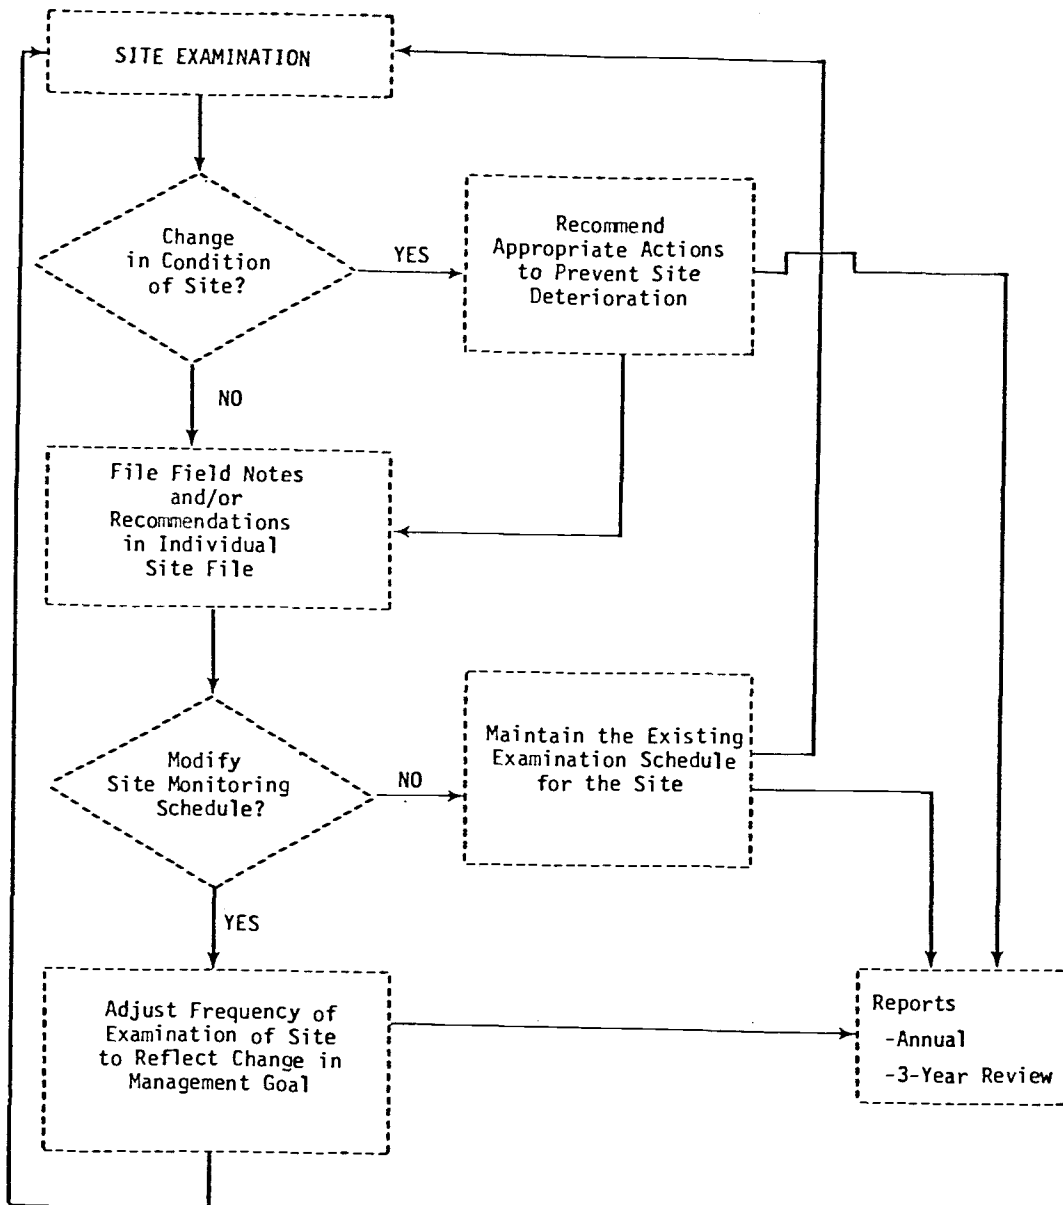 SITE EXAMINATION
Change
in Condition
of Site?
YES
Recommend
Appropriate Actions
to Prevent Site
Deterioration
NO
File Field Notes
and/or
Recommendations
in Individual
Site File
Modify
Site Monitoring
Schedule?
NO
Maintain the Existing
Examination Schedule
for the Site
YES
Adjust Frequency of
Examination of Site
to Reflect Change in
Management Goal
Reports
-Annual
-3-Year Review